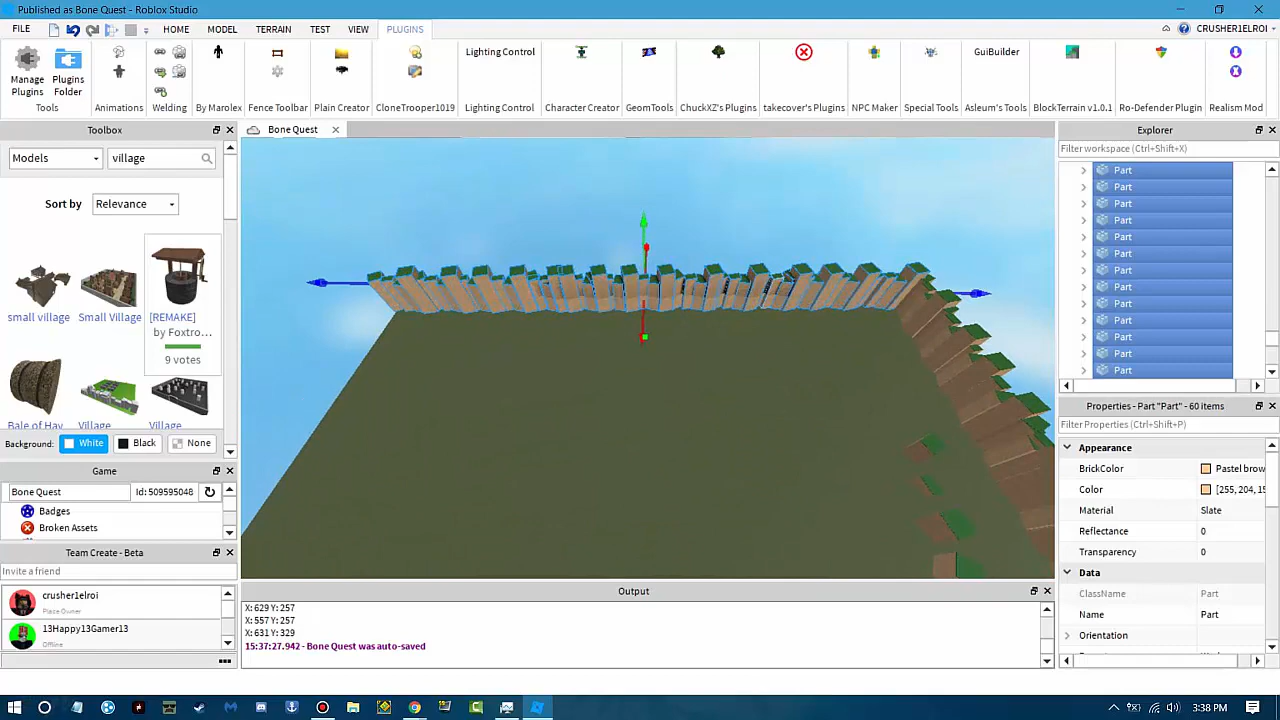 Published as Bone Quest - Roblox Studio
FILE HOME MODEL TERRAIN TEST VIEW PLUGINS CRUSHER1ELROI
Manage Plugins
Plugins Folder
Tools
Animations
Welding
By Marolex
Fence Toolbar
Plain Creator
CloneTrooper1019
Lighting Control
Lighting Control
Character Creator
GeomTools
ChuckXZ's Plugins
takecover's Plugins
NPC Maker
Special Tools
GuiBuilder
Asleum's Tools
BlockTerrain v1.0.1
Ro-Defender Plugin
Realism Mod
Toolbox
Models village
Sort by Relevance
small village
Small Village
[REMAKE]
by Foxtro...
9 votes
Bale of Hay
Village
Village
Background: White Black None
Game
Bone Quest Id: 509595048
Badges
Broken Assets
Team Create - Beta
Invite a friend
crusher1elroi
Place Owner
13Happy13Gamer13
Offline
Bone Quest
Output
X: 629 Y: 257
X: 557 Y: 257
X: 631 Y: 329
15:37:27.942 - Bone Quest was auto-saved
Explorer
Filter workspace (Ctrl+Shift+X)
Part
Part
Part
Part
Part
Part
Part
Part
Part
Part
Part
Part
Part
Properties - Part "Part" - 60 items
Filter Properties (Ctrl+Shift+P)
Appearance
BrickColor Pastel brow
Color [255, 204, 15
Material Slate
Reflectance 0
Transparency 0
Data
ClassName Part
Name Part
Orientation
3:38 PM